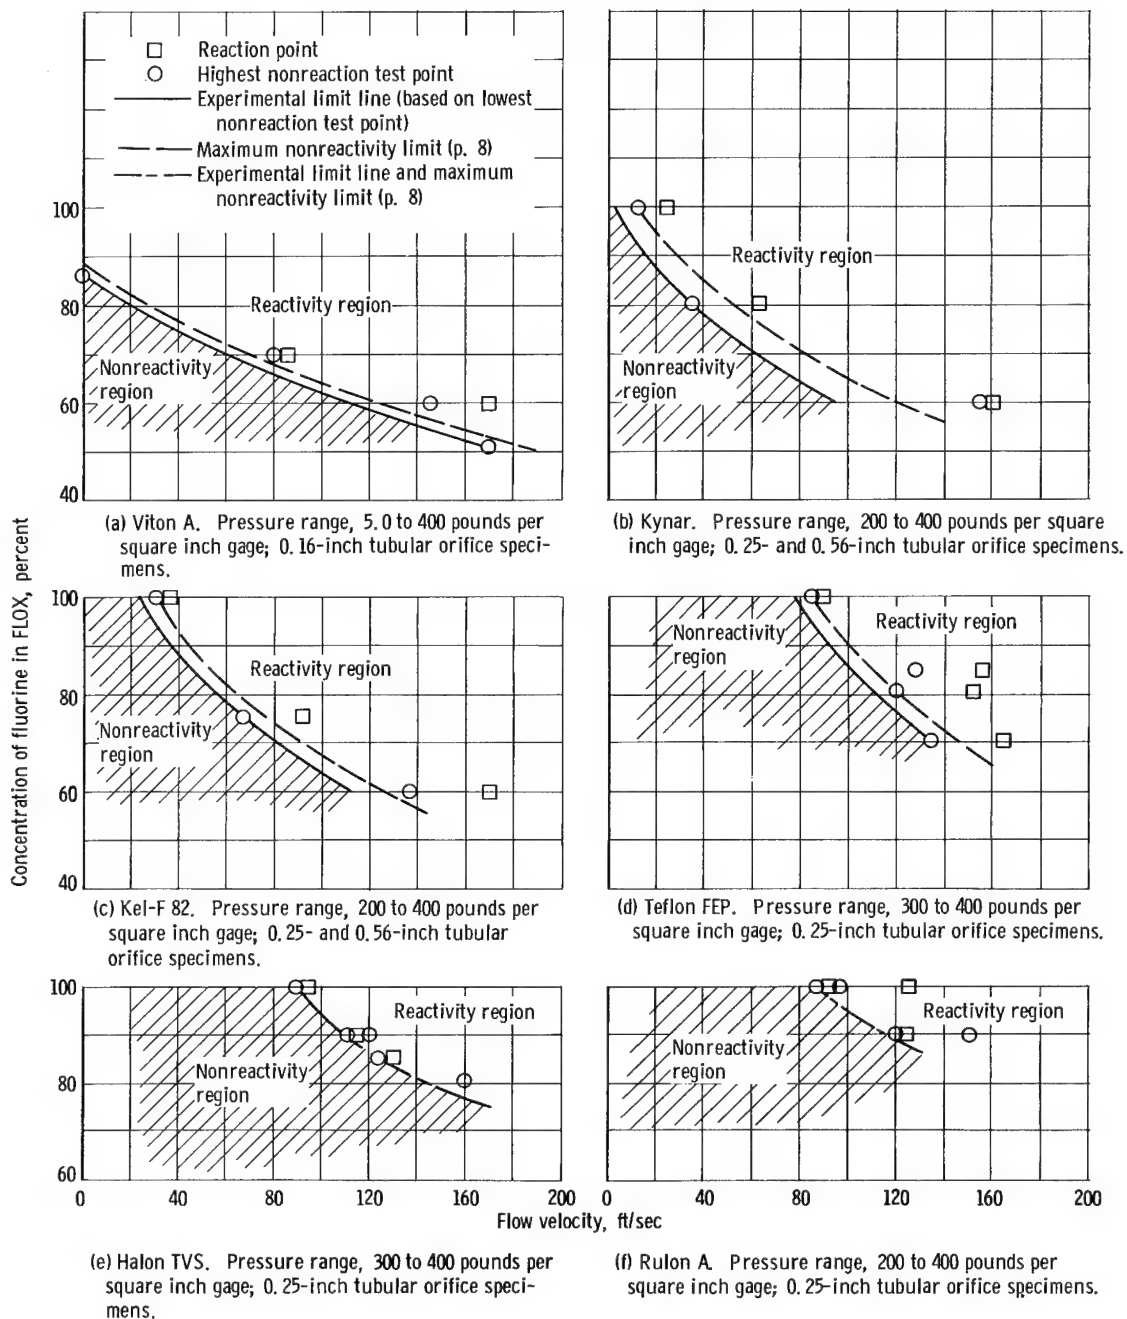 Reaction point
Highest nonreaction test point
Experimental limit line (based on lowest
nonreaction test point)
Maximum nonreactivity limit (p. 8)
Experimental limit line and maximum
nonreactivity limit (p. 8)
100
80
60
40
Reactivity region
Nonreactivity
region
Reactivity region
Nonreactivity
region
(a) Viton A. Pressure range, 5.0 to 400 pounds per
square inch gage; 0.16-inch tubular orifice speci-
mens.
(b) Kynar. Pressure range, 200 to 400 pounds per square
inch gage; 0.25- and 0.56-inch tubular orifice specimens.
Concentration of fluorine in FLOX, percent
100
80
60
40
Reactivity region
Nonreactivity
region
Nonreactivity
region
Reactivity region
(c) Kel-F 82. Pressure range, 200 to 400 pounds per
square inch gage; 0.25- and 0.56-inch tubular
orifice specimens.
(d) Teflon FEP. Pressure range, 300 to 400 pounds per
square inch gage; 0.25-inch tubular orifice specimens.
100
80
60
Reactivity region
Nonreactivity
region
Reactivity region
Nonreactivity
region
0 40 80 120 160 200
0 40 80 120 160 200
Flow velocity, ft/sec
(e) Halon TVS. Pressure range, 300 to 400 pounds per
square inch gage; 0.25-inch tubular orifice speci-
mens.
(f) Rulon A. Pressure range, 200 to 400 pounds per
square inch gage; 0.25-inch tubular orifice specimens.